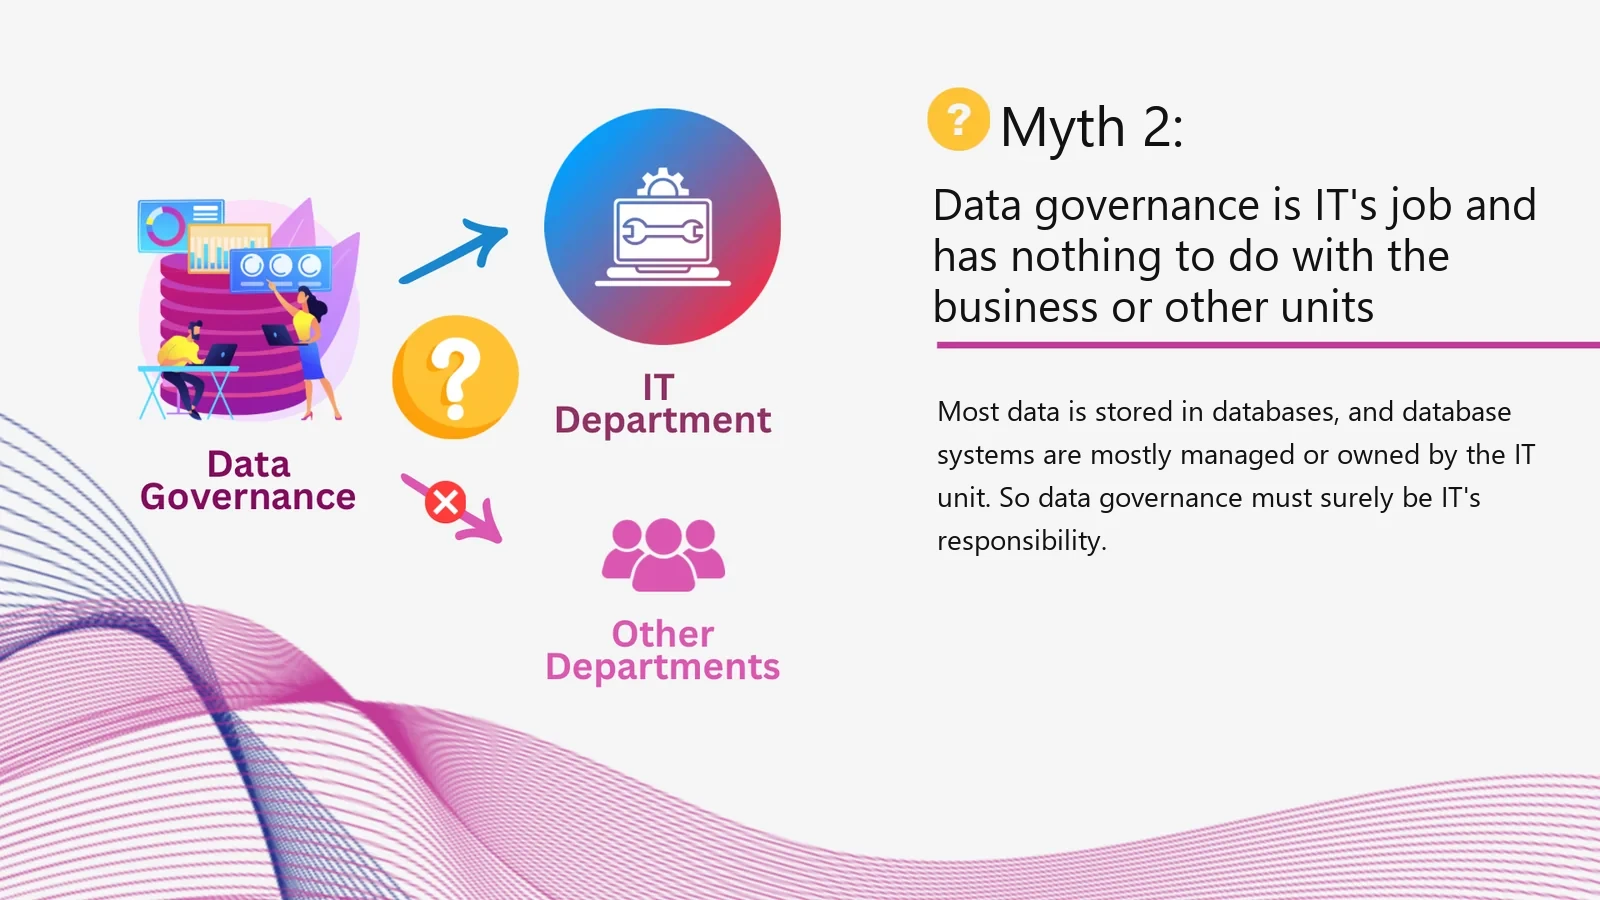 Data
Governance
IT
Department
Other
Departments
Myth 2:
Data governance is IT's job and
has nothing to do with the
business or other units
Most data is stored in databases, and database
systems are mostly managed or owned by the IT
unit. So data governance must surely be IT's
responsibility.